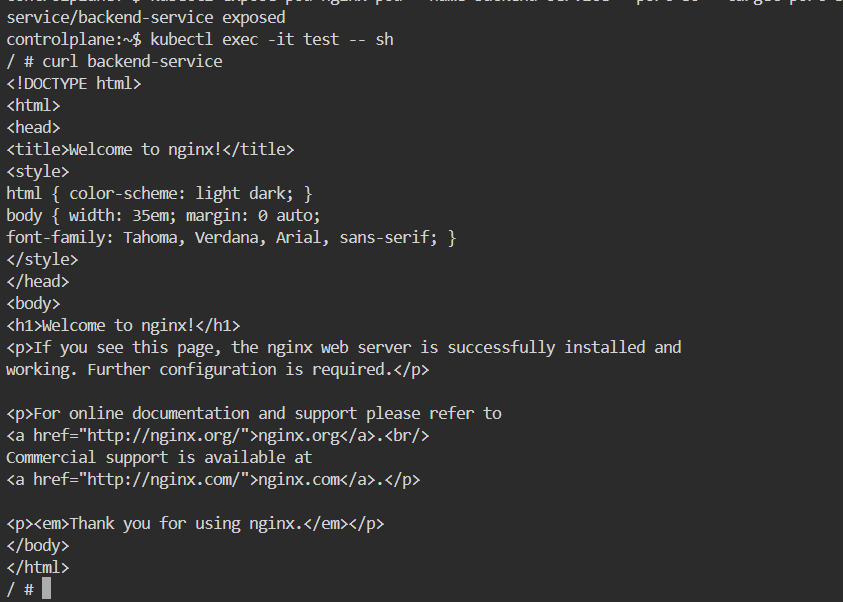 service/backend-service exposed
controlplane:~$ kubectl exec -it test -- sh
/ # curl backend-service
<!DOCTYPE html>
<html>
<head>
<title>Welcome to nginx!</title>
<style>
html { color-scheme: light dark; }
body { width: 35em; margin: 0 auto;
font-family: Tahoma, Verdana, Arial, sans-serif; }
</style>
</head>
<body>
<h1>Welcome to nginx!</h1>
<p>If you see this page, the nginx web server is successfully installed and
working. Further configuration is required.</p>

<p>For online documentation and support please refer to
<a href="http://nginx.org/">nginx.org</a>.<br/>
Commercial support is available at
<a href="http://nginx.com/">nginx.com</a>.</p>

<p><em>Thank you for using nginx.</em></p>
</body>
</html>
/ #